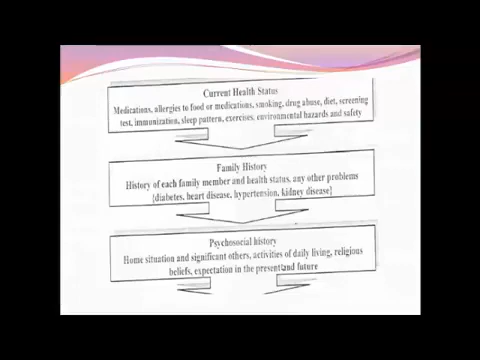 Current Health Status
Medications, allergies to food or medications, smoking, drug abuse, diet, screening
test, immunization, sleep pattern, exercises, environmental hazards and safety
Family History
History of each family member and health status, any other problems
{diabetes, heart disease, hypertension, kidney disease}
Psychosocial history
Home situation and significant others, activities of daily living, religious
beliefs, expectation in the present and future